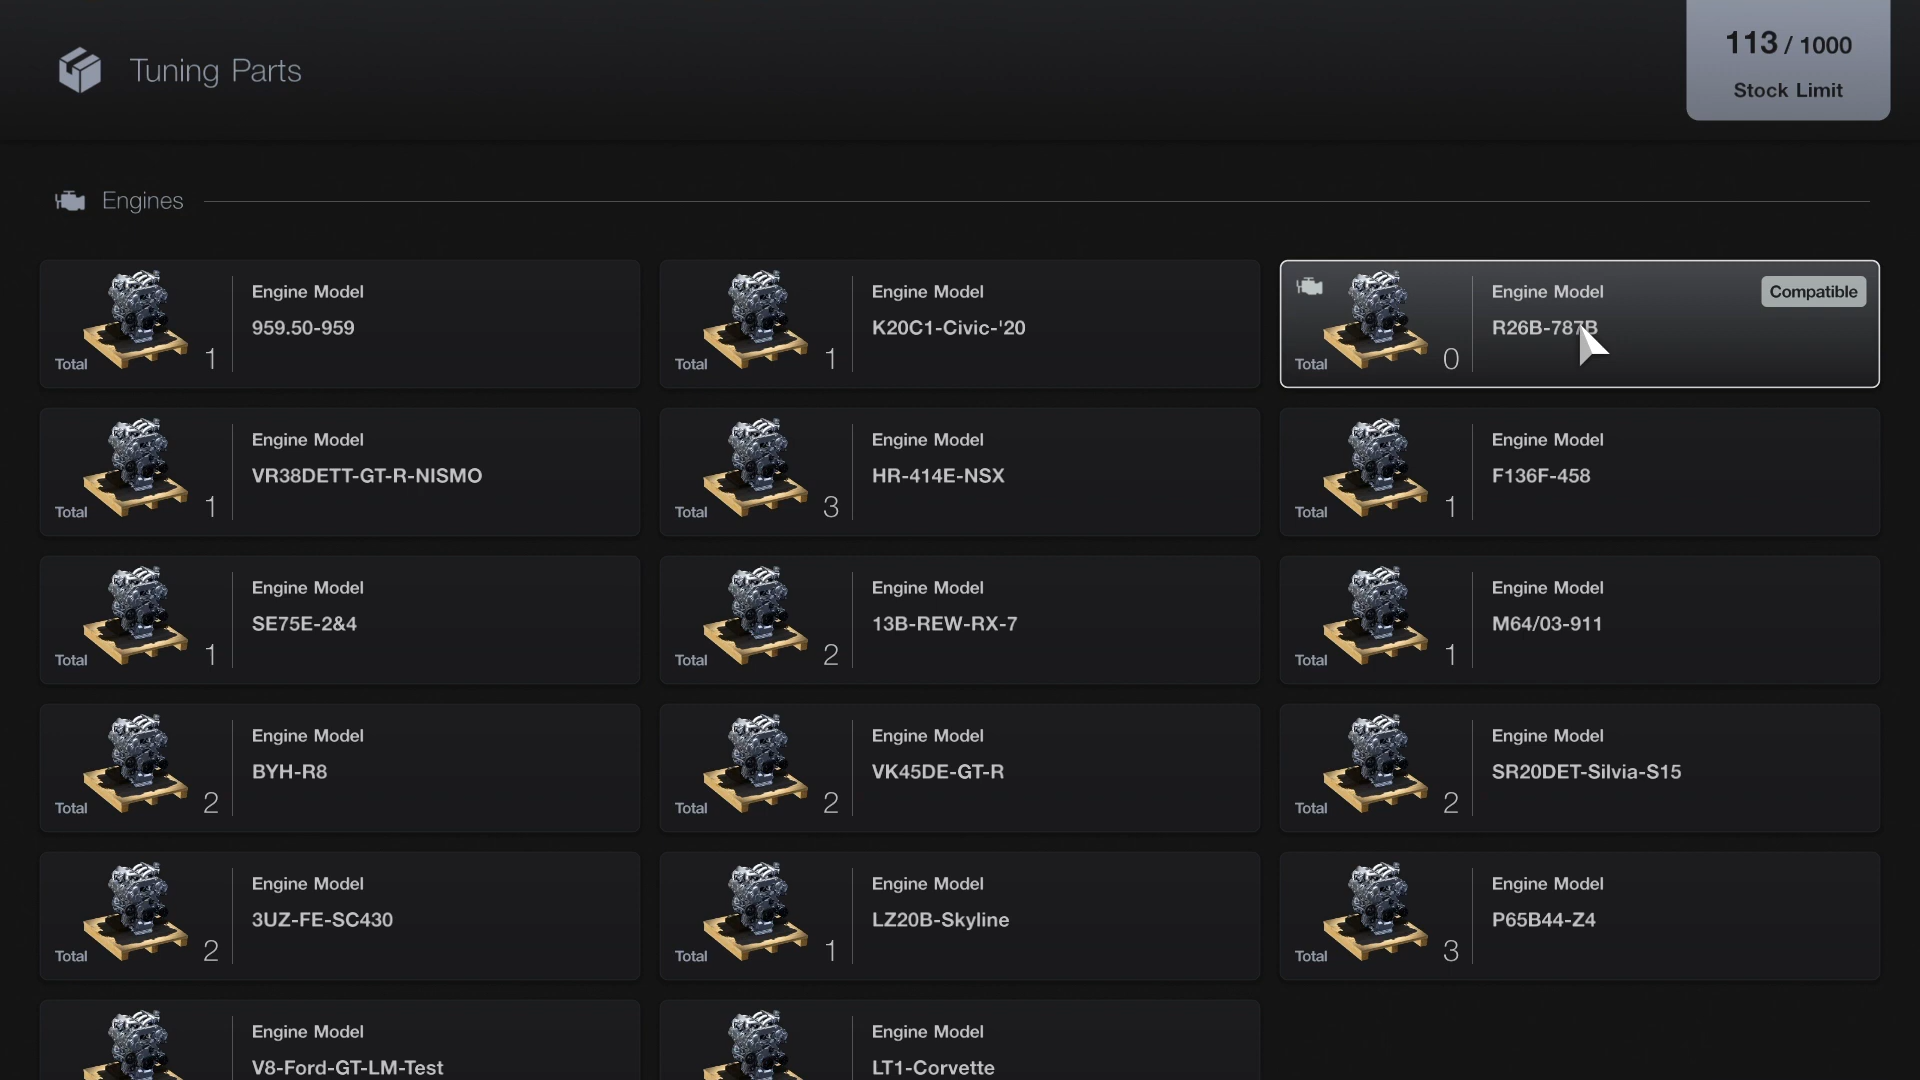 Tuning Parts
113 / 1000
Stock Limit
Engines
Engine Model
959.50-959
Total 1
Engine Model
K20C1-Civic-'20
Total 1
Engine Model
Compatible
R26B-787B
Total 0
Engine Model
VR38DETT-GT-R-NISMO
Total 1
Engine Model
HR-414E-NSX
Total 3
Engine Model
F136F-458
Total 1
Engine Model
SE75E-2&4
Total 1
Engine Model
13B-REW-RX-7
Total 2
Engine Model
M64/03-911
Total 1
Engine Model
BYH-R8
Total 2
Engine Model
VK45DE-GT-R
Total 2
Engine Model
SR20DET-Silvia-S15
Total 2
Engine Model
3UZ-FE-SC430
Total 2
Engine Model
LZ20B-Skyline
Total 1
Engine Model
P65B44-Z4
Total 3
Engine Model
V8-Ford-GT-LM-Test
Engine Model
LT1-Corvette